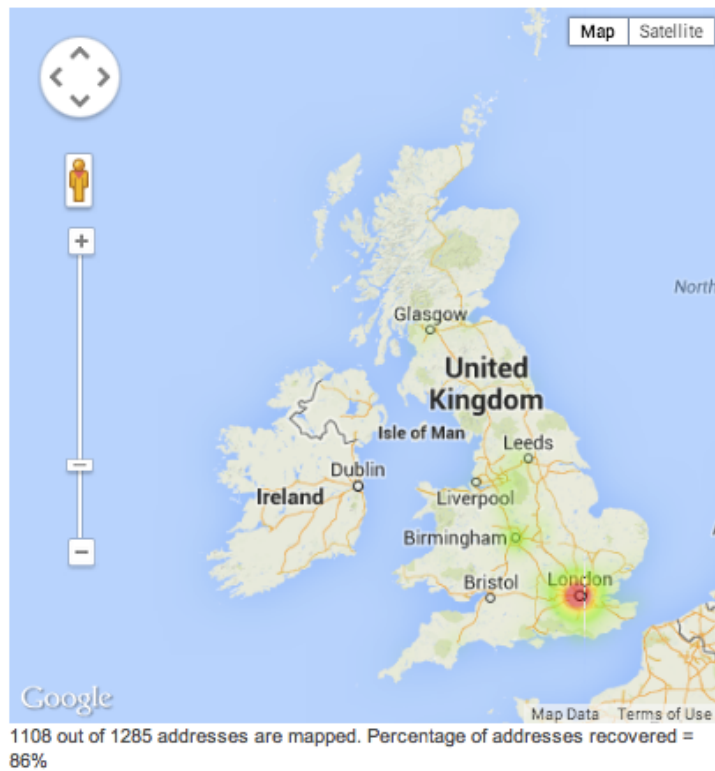 Map Satellite
North
Glasgow
United
Kingdom
Isle of Man
Leeds
Dublin
Ireland
Liverpool
Birmingham
London
Bristol
Google
Map Data Terms of Use
1108 out of 1285 addresses are mapped. Percentage of addresses recovered =
86%